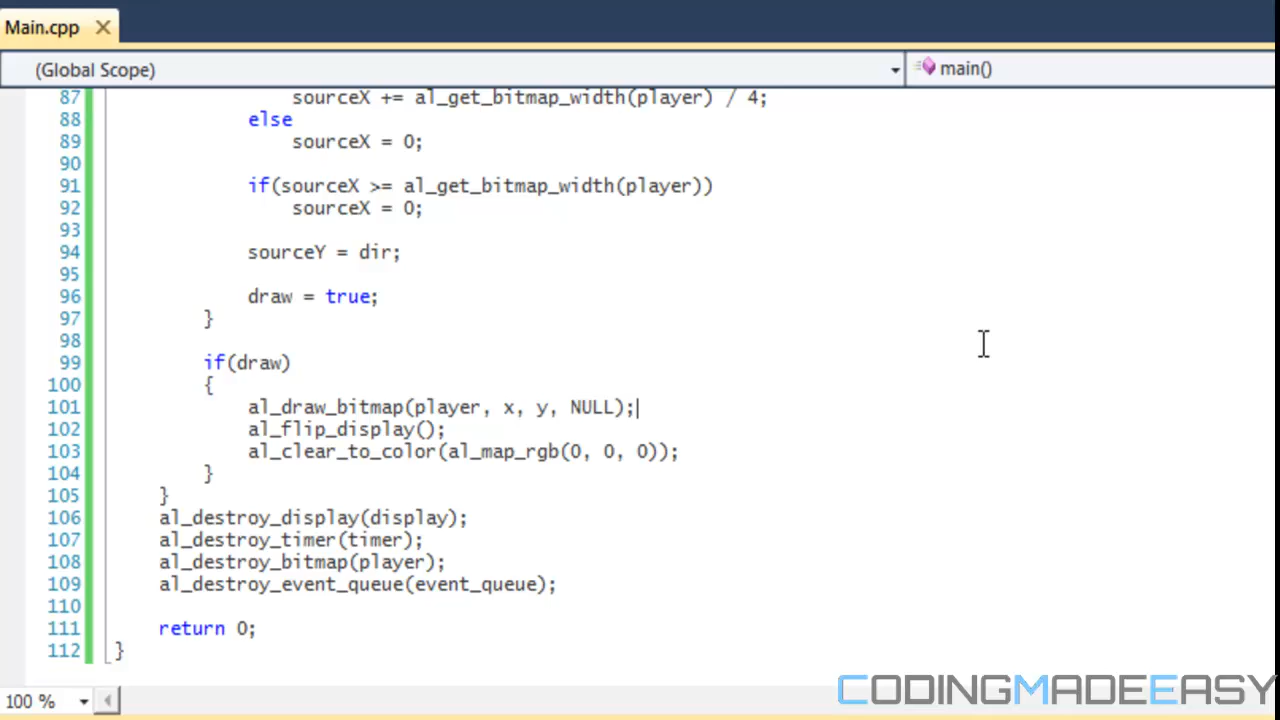 Main.cpp
(Global Scope)
main()
87 sourceX += al_get_bitmap_width(player) / 4;
88 else
89 sourceX = 0;
90
91 if(sourceX >= al_get_bitmap_width(player))
92 sourceX = 0;
93
94 sourceY = dir;
95
96 draw = true;
97 }
98
99 if(draw)
100 {
101 al_draw_bitmap(player, x, y, NULL);
102 al_flip_display();
103 al_clear_to_color(al_map_rgb(0, 0, 0));
104 }
105 }
106 al_destroy_display(display);
107 al_destroy_timer(timer);
108 al_destroy_bitmap(player);
109 al_destroy_event_queue(event_queue);
110
111 return 0;
112 }
100 %
CODINGMADEEASY